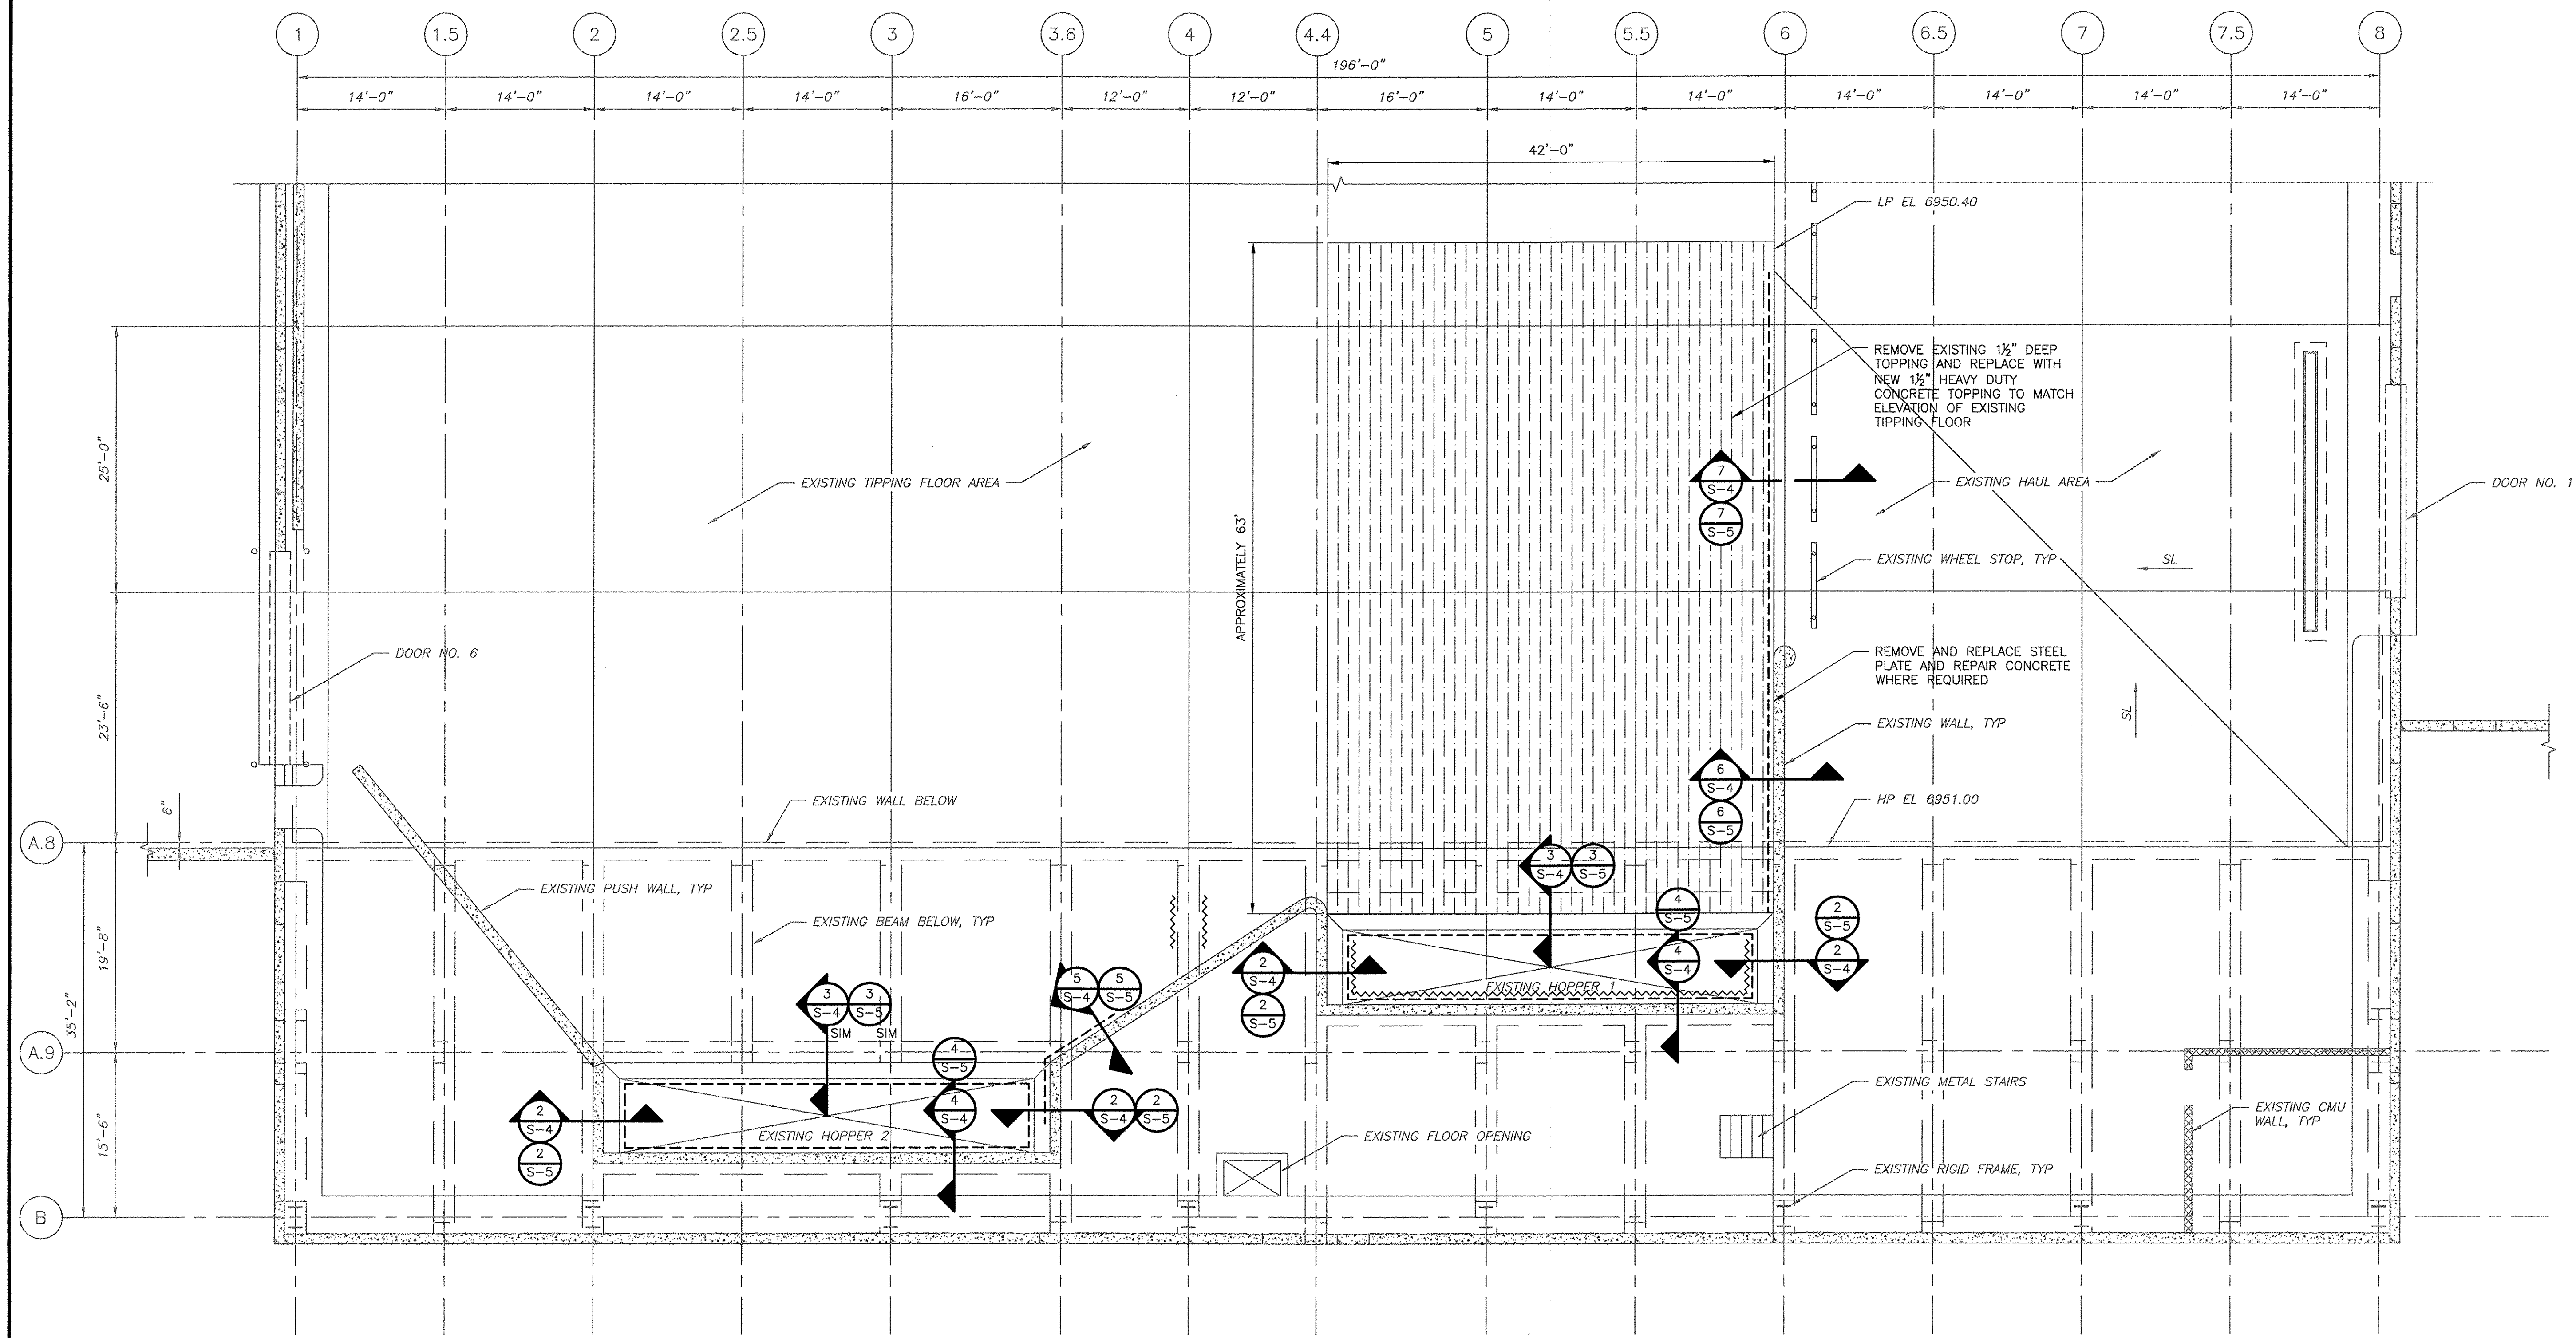 1 1.5 2 2.5 3 3.6 4 4.4 5 5.5 6 6.5 7 7.5 8
196'-0"
14'-0" 14'-0" 14'-0" 14'-0" 16'-0" 12'-0" 12'-0" 16'-0" 14'-0" 14'-0" 14'-0" 14'-0" 14'-0" 14'-0"
42'-0"
LP EL 6950.40
REMOVE EXISTING 1½" DEEP
TOPPING AND REPLACE WITH
NEW 1½" HEAVY DUTY
CONCRETE TOPPING TO MATCH
ELEVATION OF EXISTING
TIPPING FLOOR
25'-0"
EXISTING TIPPING FLOOR AREA
7
S-4
7
S-5
EXISTING HAUL AREA
DOOR NO. 1
APPROXIMATELY 63'
EXISTING WHEEL STOP, TYP
SL
DOOR NO. 6
REMOVE AND REPLACE STEEL
PLATE AND REPAIR CONCRETE
WHERE REQUIRED
23'-6"
SL
EXISTING WALL, TYP
6
S-4
6
S-5
6"
EXISTING WALL BELOW
HP EL 6951.00
A.8
3
S-4
3
S-5
EXISTING PUSH WALL, TYP
EXISTING BEAM BELOW, TYP
19'-8"
35'-2"
4
S-5
4
S-4
2
S-5
2
S-4
2
S-4
2
S-5
EXISTING HOPPER 1
5
S-4
5
S-5
3
S-4
SIM
3
S-5
SIM
A.9
4
S-5
4
S-4
2
S-4
2
S-5
2
S-4
2
S-5
EXISTING HOPPER 2
15'-6"
EXISTING FLOOR OPENING
EXISTING METAL STAIRS
EXISTING CMU
WALL, TYP
EXISTING RIGID FRAME, TYP
B